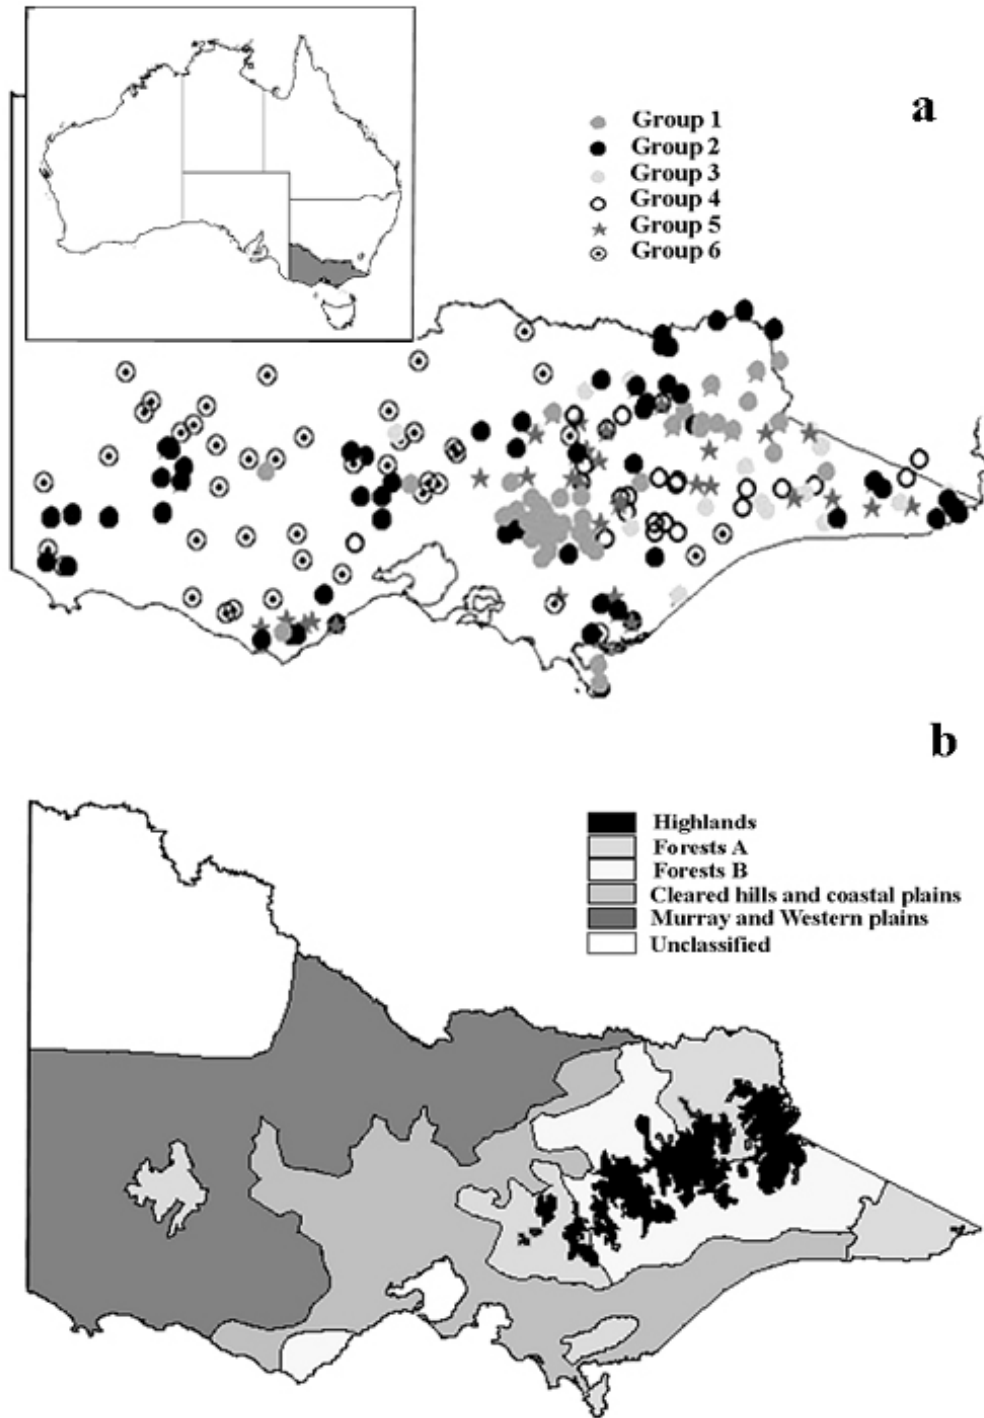 a
Group 1
Group 2
Group 3
Group 4
Group 5
Group 6
b
Highlands
Forests A
Forests B
Cleared hills and coastal plains
Murray and Western plains
Unclassified